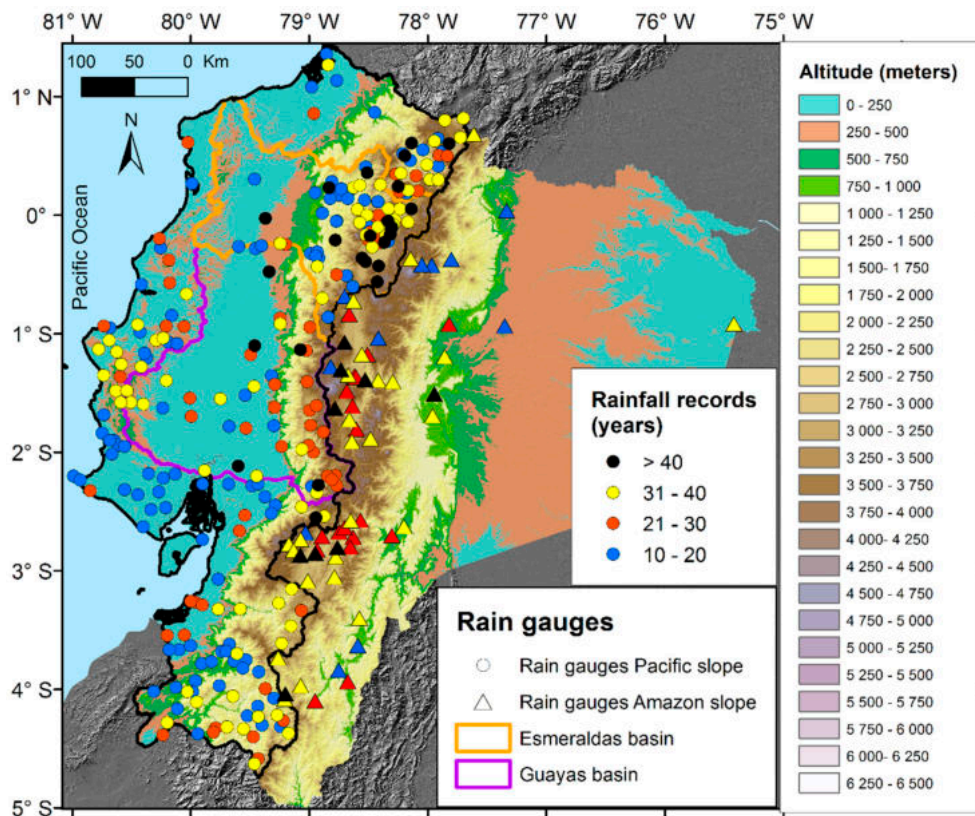 81° W 80° W 79° W 78° W 77° W 76° W 75° W
100 50 0 Km
1° N
N
0°
1° S
2° S
3° S
4° S
5° S
Pacific Ocean
Rainfall records
(years)
> 40
31 - 40
21 - 30
10 - 20
Rain gauges
Rain gauges Pacific slope
Rain gauges Amazon slope
Esmeraldas basin
Guayas basin
Altitude (meters)
0 - 250
250 - 500
500 - 750
750 - 1 000
1 000 - 1 250
1 250 - 1 500
1 500- 1 750
1 750 - 2 000
2 000 - 2 250
2 250 - 2 500
2 500 - 2 750
2 750 - 3 000
3 000 - 3 250
3 250 - 3 500
3 500 - 3 750
3 750 - 4 000
4 000- 4 250
4 250 - 4 500
4 500 - 4 750
4 750 - 5 000
5 000 - 5 250
5 250 - 5 500
5 500 - 5 750
5 750 - 6 000
6 000- 6 250
6 250 - 6 500